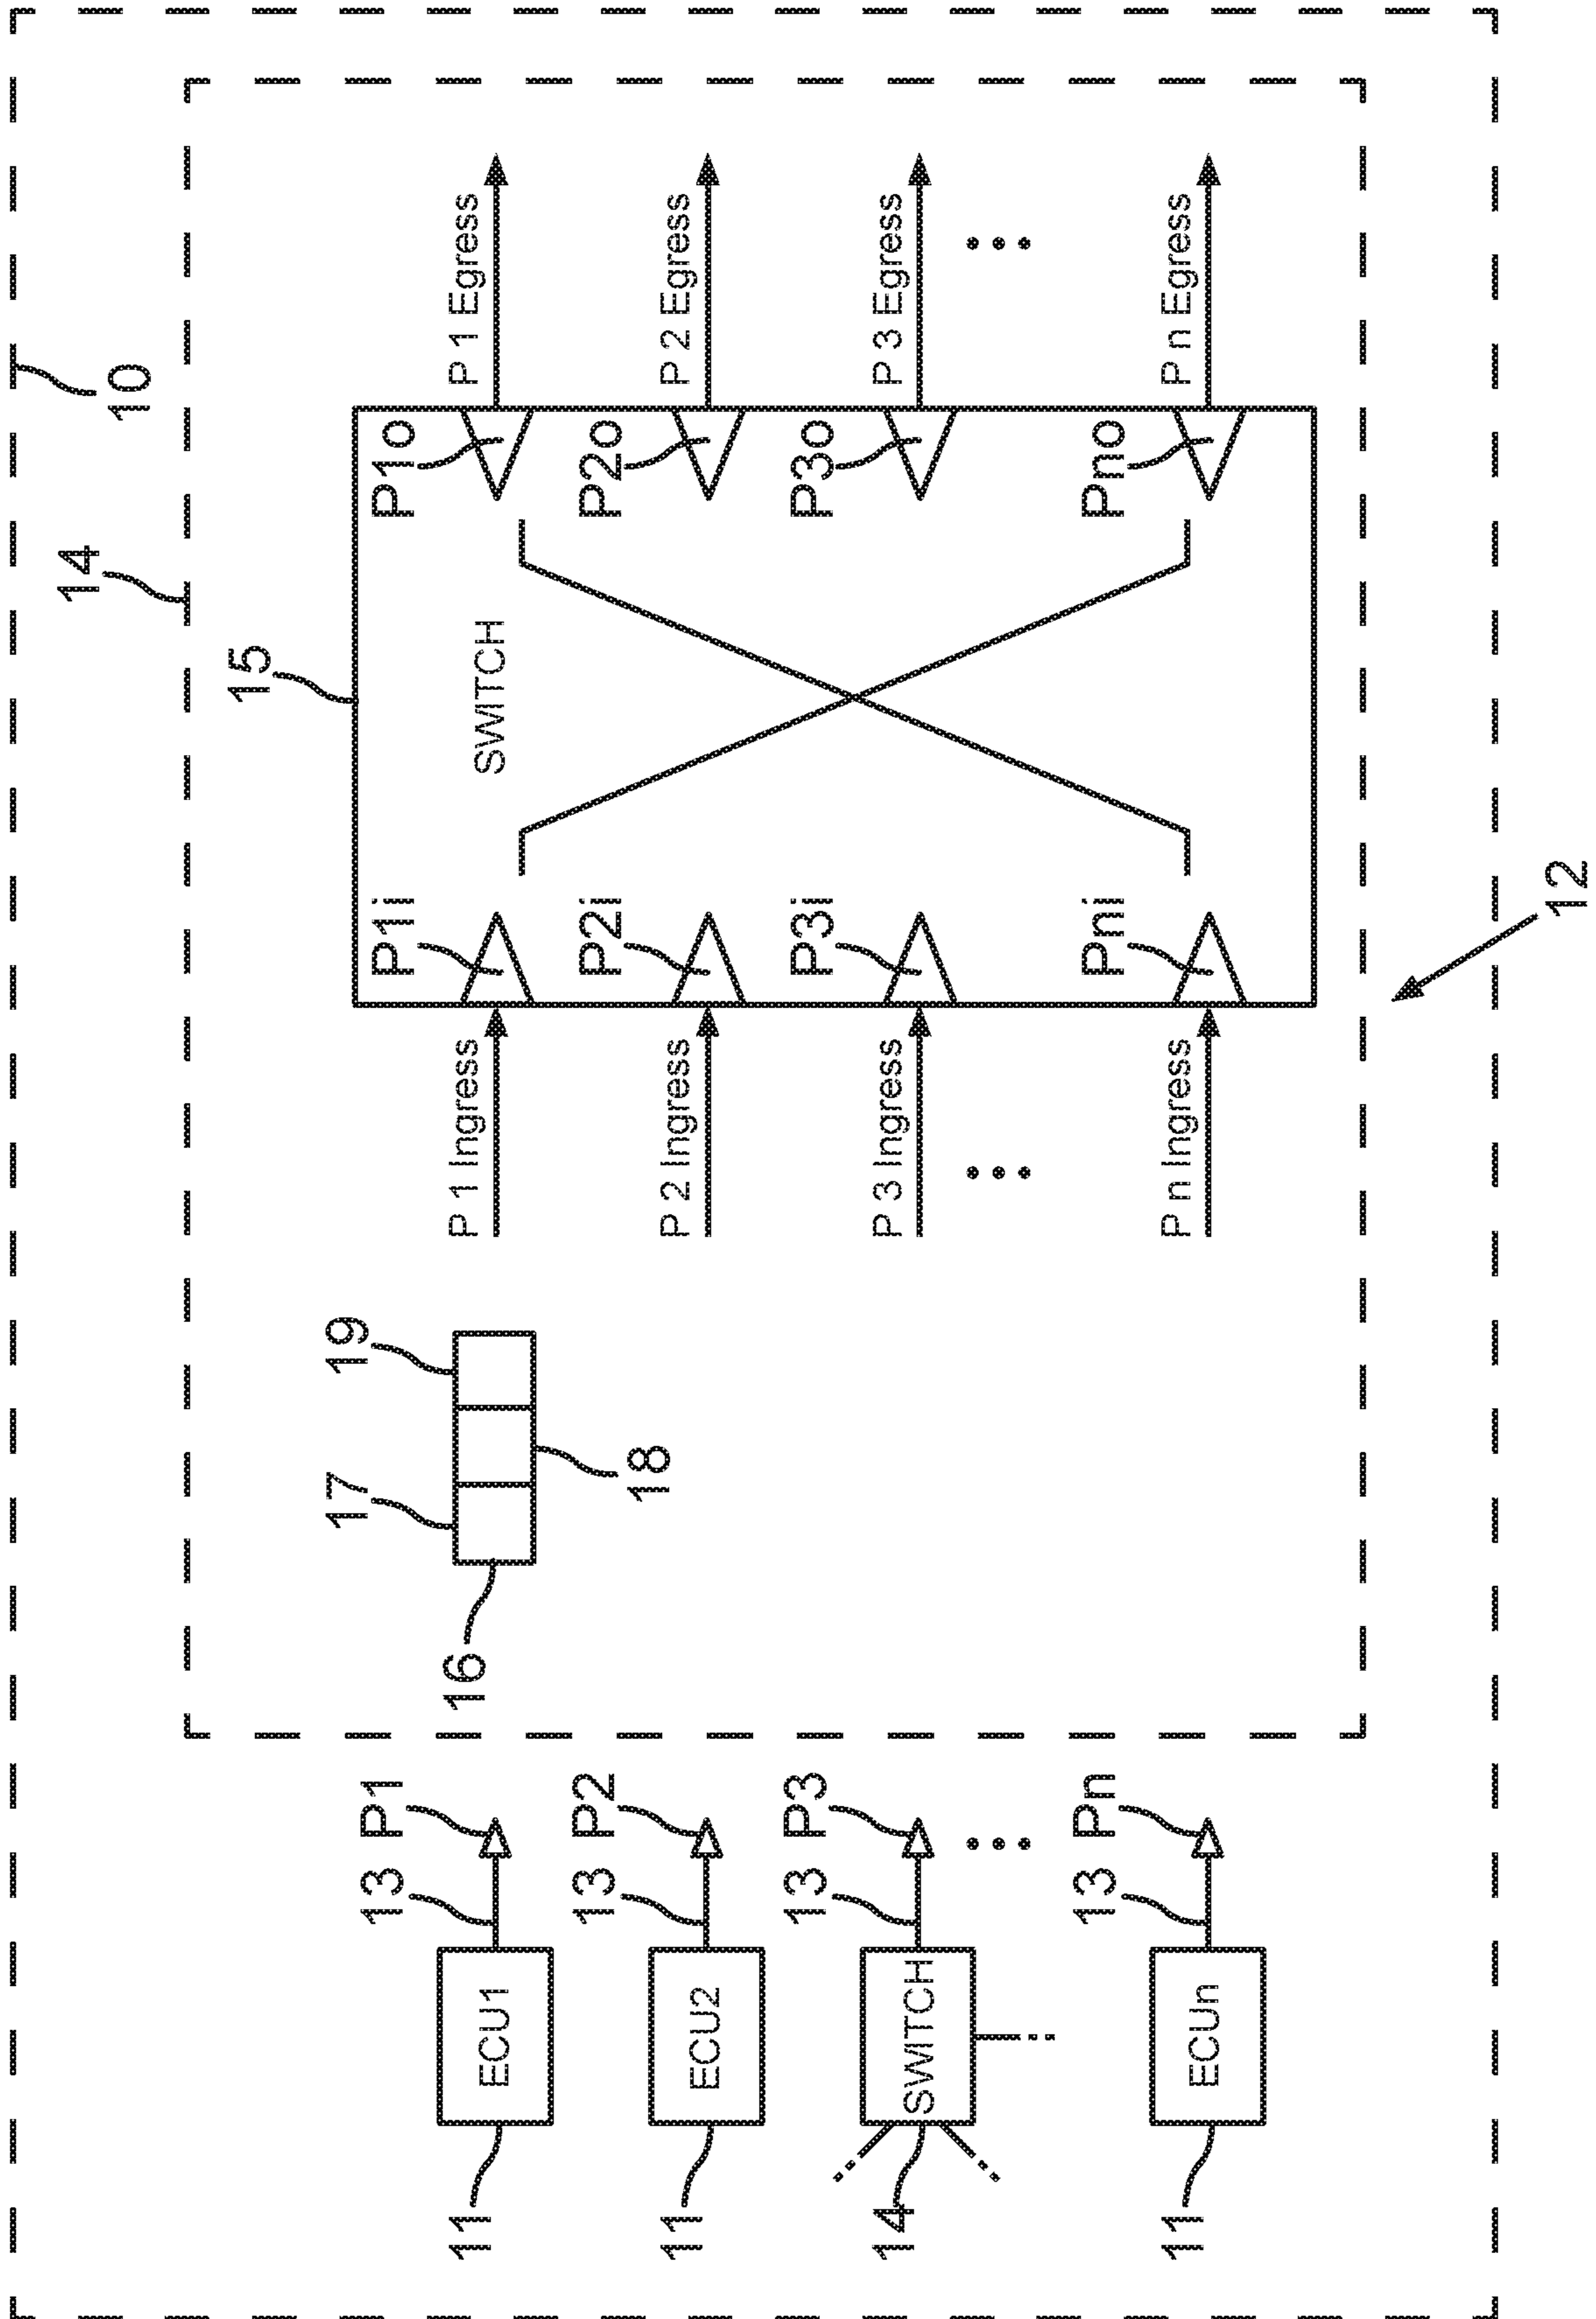 10
14
15
12
11
ECU1
13
P1
11
ECU2
13
P2
14
SWITCH
13
P3
...
11
ECUn
13
Pn
16
17
18
19
P 1 Ingress
P 2 Ingress
P 3 Ingress
...
P n Ingress
P1i
P2i
P3i
Pni
SWITCH
P1o
P2o
P3o
Pno
P 1 Egress
P 2 Egress
P 3 Egress
...
P n Egress